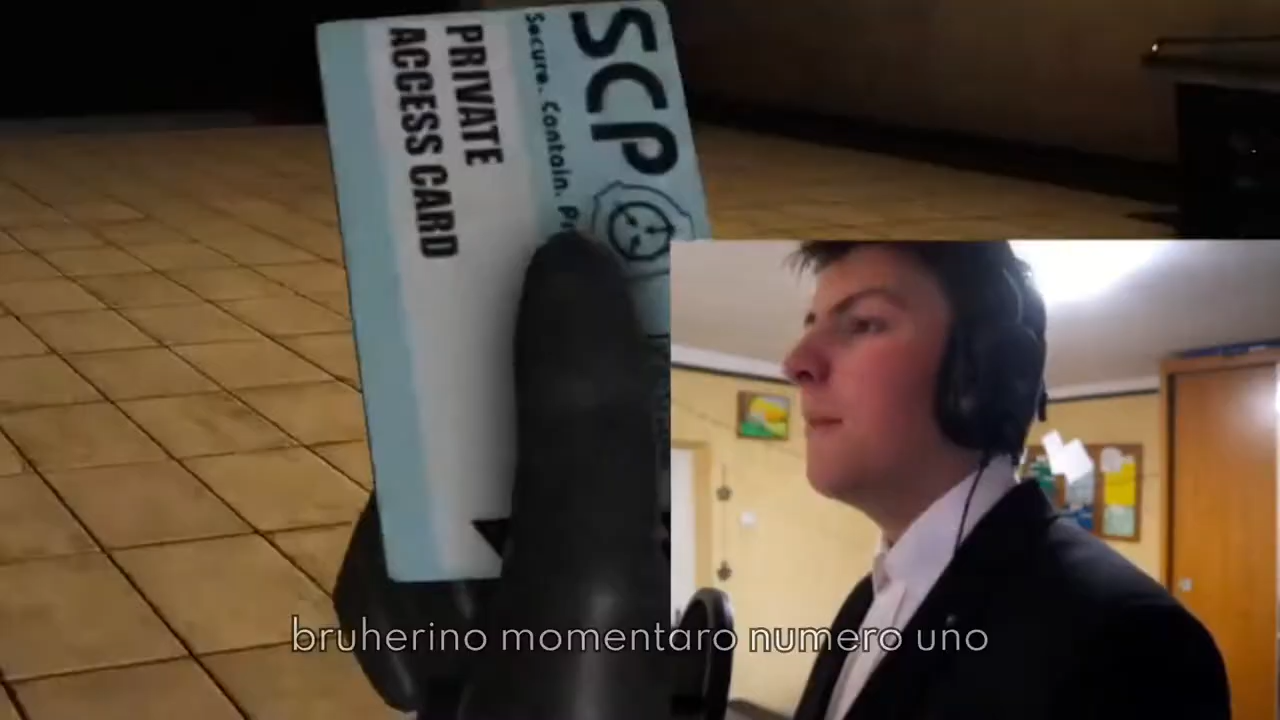 SCP
Secure. Contain.
PRIVATE
ACCESS CARD
bruherino momentaro numero uno